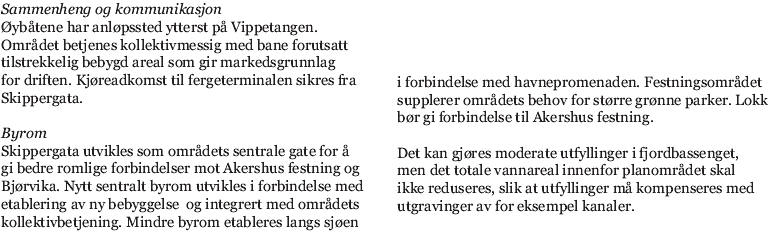 Sammenheng og kommunikasjon
Øybåtene har anløpssted ytterst på Vippetangen.
Området betjenes kollektivmessig med bane forutsatt
tilstrekkelig bebygd areal som gir markedsgrunnlag
for driften. Kjøreadkomst til fergeterminalen sikres fra
Skippergata.
Byrom
Skippergata utvikles som områdets sentrale gate for å
gi bedre romlige forbindelser mot Akershus festning og
Bjørvika. Nytt sentralt byrom utvikles i forbindelse med
etablering av ny bebyggelse og integrert med områdets
kollektivbetjening. Mindre byrom etableres langs sjøen
i forbindelse med havnepromenaden. Festningsområdet
supplerer områdets behov for større grønne parker. Lokk
bør gi forbindelse til Akershus festning.
Det kan gjøres moderate utfyllinger i fjordbassenget,
men det totale vannareal innenfor planområdet skal
ikke reduseres, slik at utfyllinger må kompenseres med
utgravinger av for eksempel kanaler.